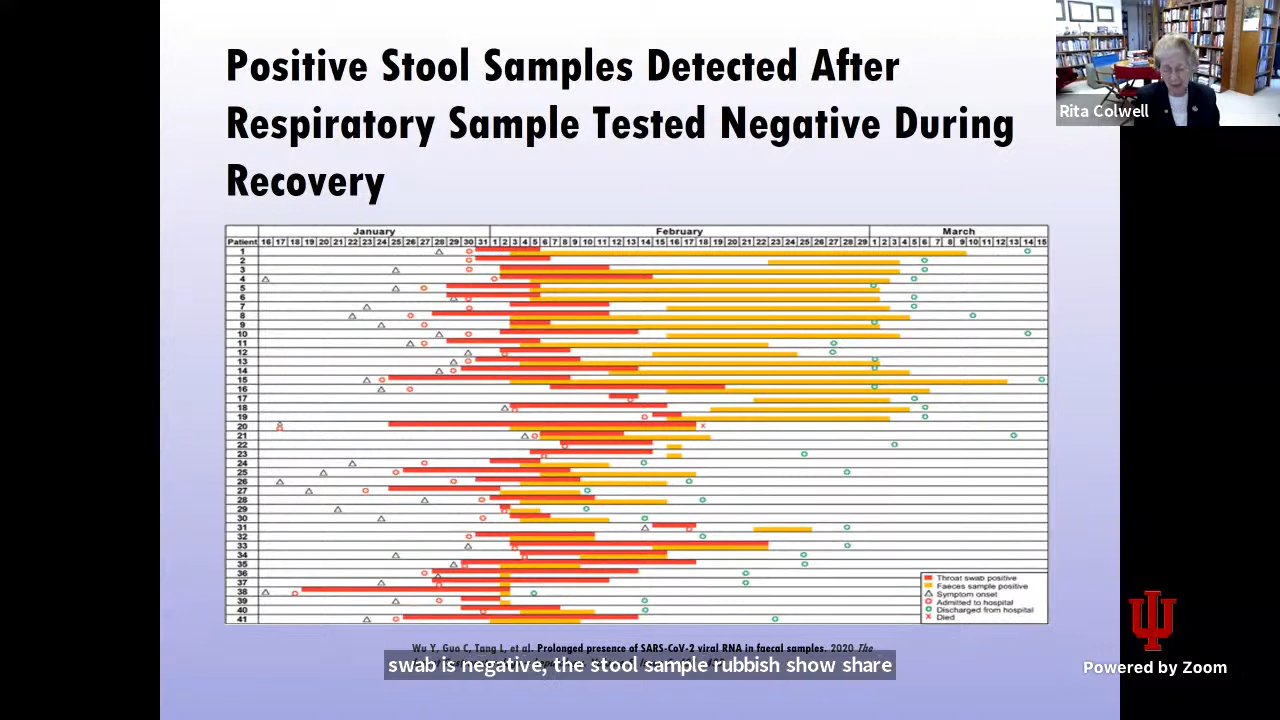 Positive Stool Samples Detected After
Respiratory Sample Tested Negative During
Recovery
Rita Colwell
January February March
Patient 16 17 18 19 20 21 22 23 24 25 26 27 28 29 30 31 1 2 3 4 5 6 7 8 9 10 11 12 13 14 15 16 17 18 19 20 21 22 23 24 25 26 27 28 29 1 2 3 4 5 6 7 8 9 10 11 12 13 14 15
1
2
3
4
5
6
7
8
9
10
11
12
13
14
15
16
17
18
19
20
21
22
23
24
25
26
27
28
29
30
31
32
33
34
35
36
37
38
39
40
41
Throat swab positive
Faeces sample positive
Symptom onset
Admitted to hospital
Discharged from hospital
Died
Wu Y, Guo C, Tang L, et al. Prolonged presence of SARS-CoV-2 viral RNA in faecal samples. 2020 The
swab is negative, the stool sample rubbish show share
Powered by Zoom